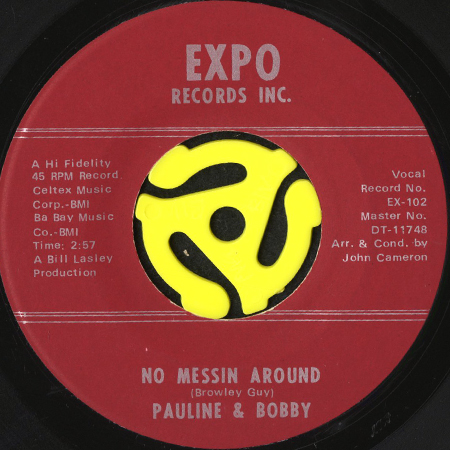 EXPO
RECORDS INC.
A Hi Fidelity
45 RPM Record
Celtex Music
Corp.-BMI
Ba Bay Music
Co.-BMI
Time: 2:57
A Bill Lasley
Production
Vocal
Record No.
EX-102
Master No.
DT-11748
Arr. & Cond. by
John Cameron
NO MESSIN AROUND
(Browley Guy)
PAULINE & BOBBY